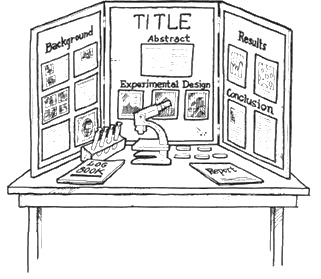 Background
TITLE
Abstract
Experimental Design
Results
Conclusion
LOG
BOOK
Report